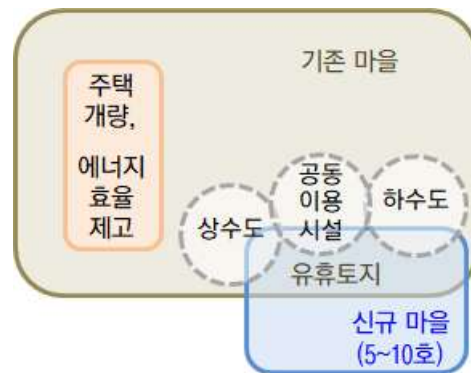 기존 마을
주택
개량,
에너지
효율
제고
상수도
공동
이용
시설
하수도
유휴토지
신규 마을
(5~10호)